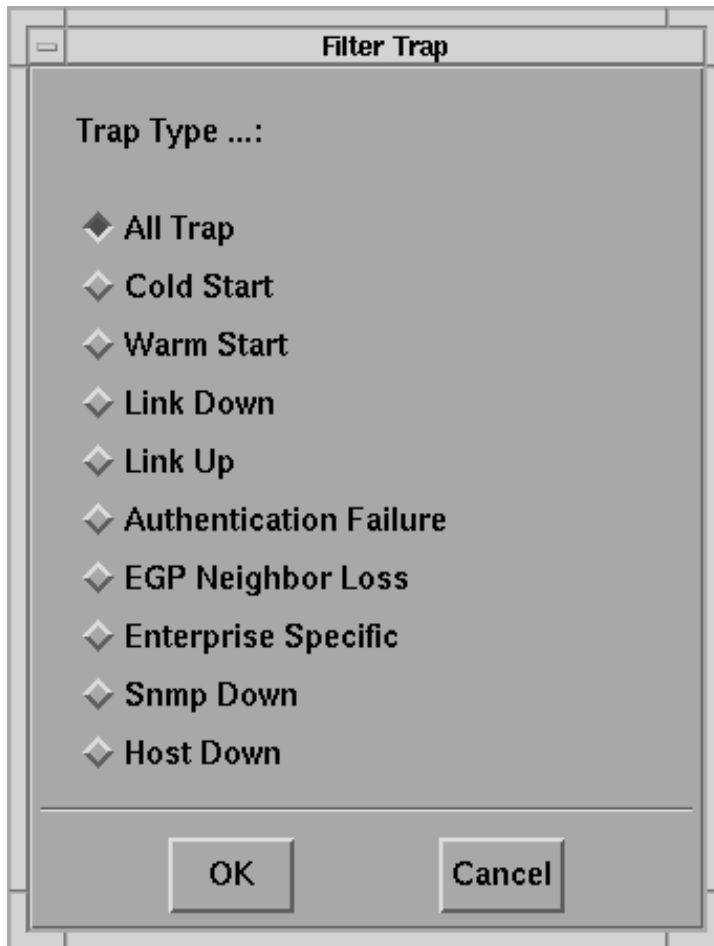 Filter Trap
Trap Type ...:
All Trap
Cold Start
Warm Start
Link Down
Link Up
Authentication Failure
EGP Neighbor Loss
Enterprise Specific
Snmp Down
Host Down
OK Cancel